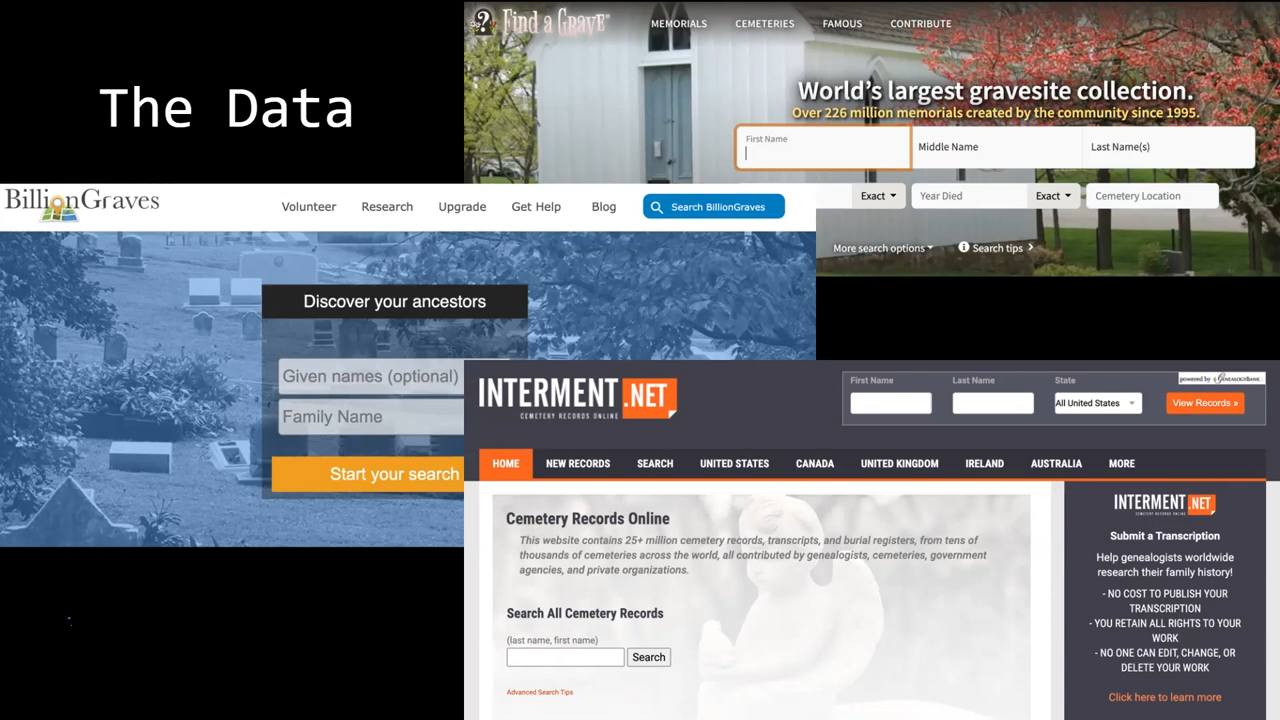 The Data
Find a Grave®
MEMORIALS CEMETERIES FAMOUS CONTRIBUTE
World's largest gravesite collection.
Over 226 million memorials created by the community since 1995.
First Name
Middle Name
Last Name(s)
Exact
Year Died
Exact
Cemetery Location
More search options
Search tips
BillionGraves
Volunteer Research Upgrade Get Help Blog
Search BillionGraves
Discover your ancestors
Given names (optional)
Family Name
Start your search
INTERMENT.NET
CEMETERY RECORDS ONLINE
First Name
Last Name
State
All United States
powered by GENEALOGYBANK
View Records »
HOME NEW RECORDS SEARCH UNITED STATES CANADA UNITED KINGDOM IRELAND AUSTRALIA MORE
Cemetery Records Online
This website contains 25+ million cemetery records, transcripts, and burial registers, from tens of
thousands of cemeteries across the world, all contributed by genealogists, cemeteries, government
agencies, and private organizations.
Search All Cemetery Records
(last name, first name)
Search
Advanced Search Tips
INTERMENT.NET
CEMETERY RECORDS ONLINE
Submit a Transcription
Help genealogists worldwide
research their family history!
- NO COST TO PUBLISH YOUR
TRANSCRIPTION
- YOU RETAIN ALL RIGHTS TO YOUR
WORK
- NO ONE CAN EDIT, CHANGE, OR
DELETE YOUR WORK
Click here to learn more